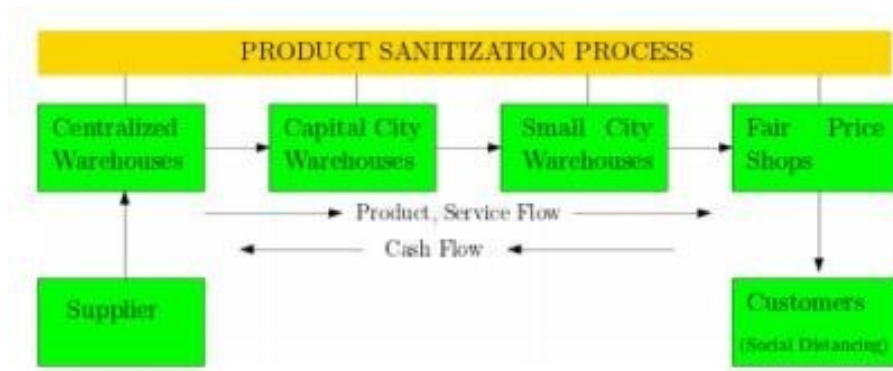 PRODUCT SANITIZATION PROCESS
Centralized
Warehouses
Capital City
Warehouses
Small City
Warehouses
Fair Price
Shops
Product, Service Flow
Cash Flow
Supplier
Customers
(Social Distancing)